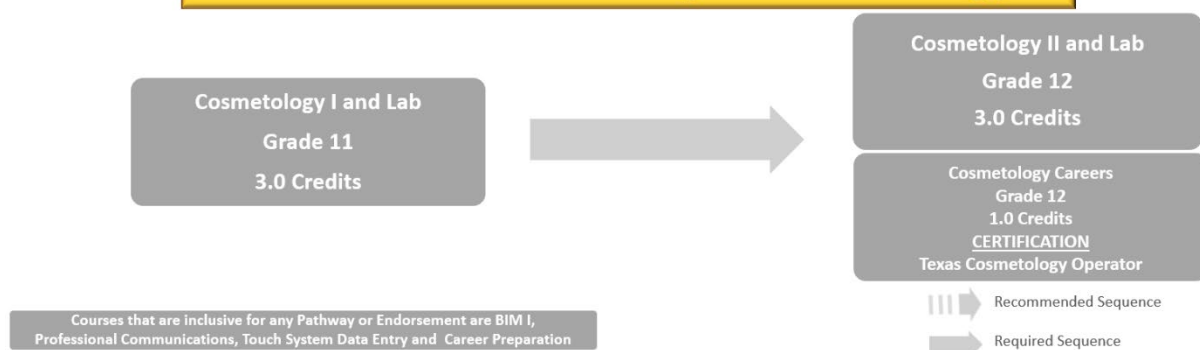 Cosmetology I and Lab
Grade 11
3.0 Credits
Cosmetology II and Lab
Grade 12
3.0 Credits
Cosmetology Careers
Grade 12
1.0 Credits
CERTIFICATION
Texas Cosmetology Operator
Recommended Sequence
Required Sequence
Courses that are inclusive for any Pathway or Endorsement are BIM I,
Professional Communications, Touch System Data Entry and Career Preparation